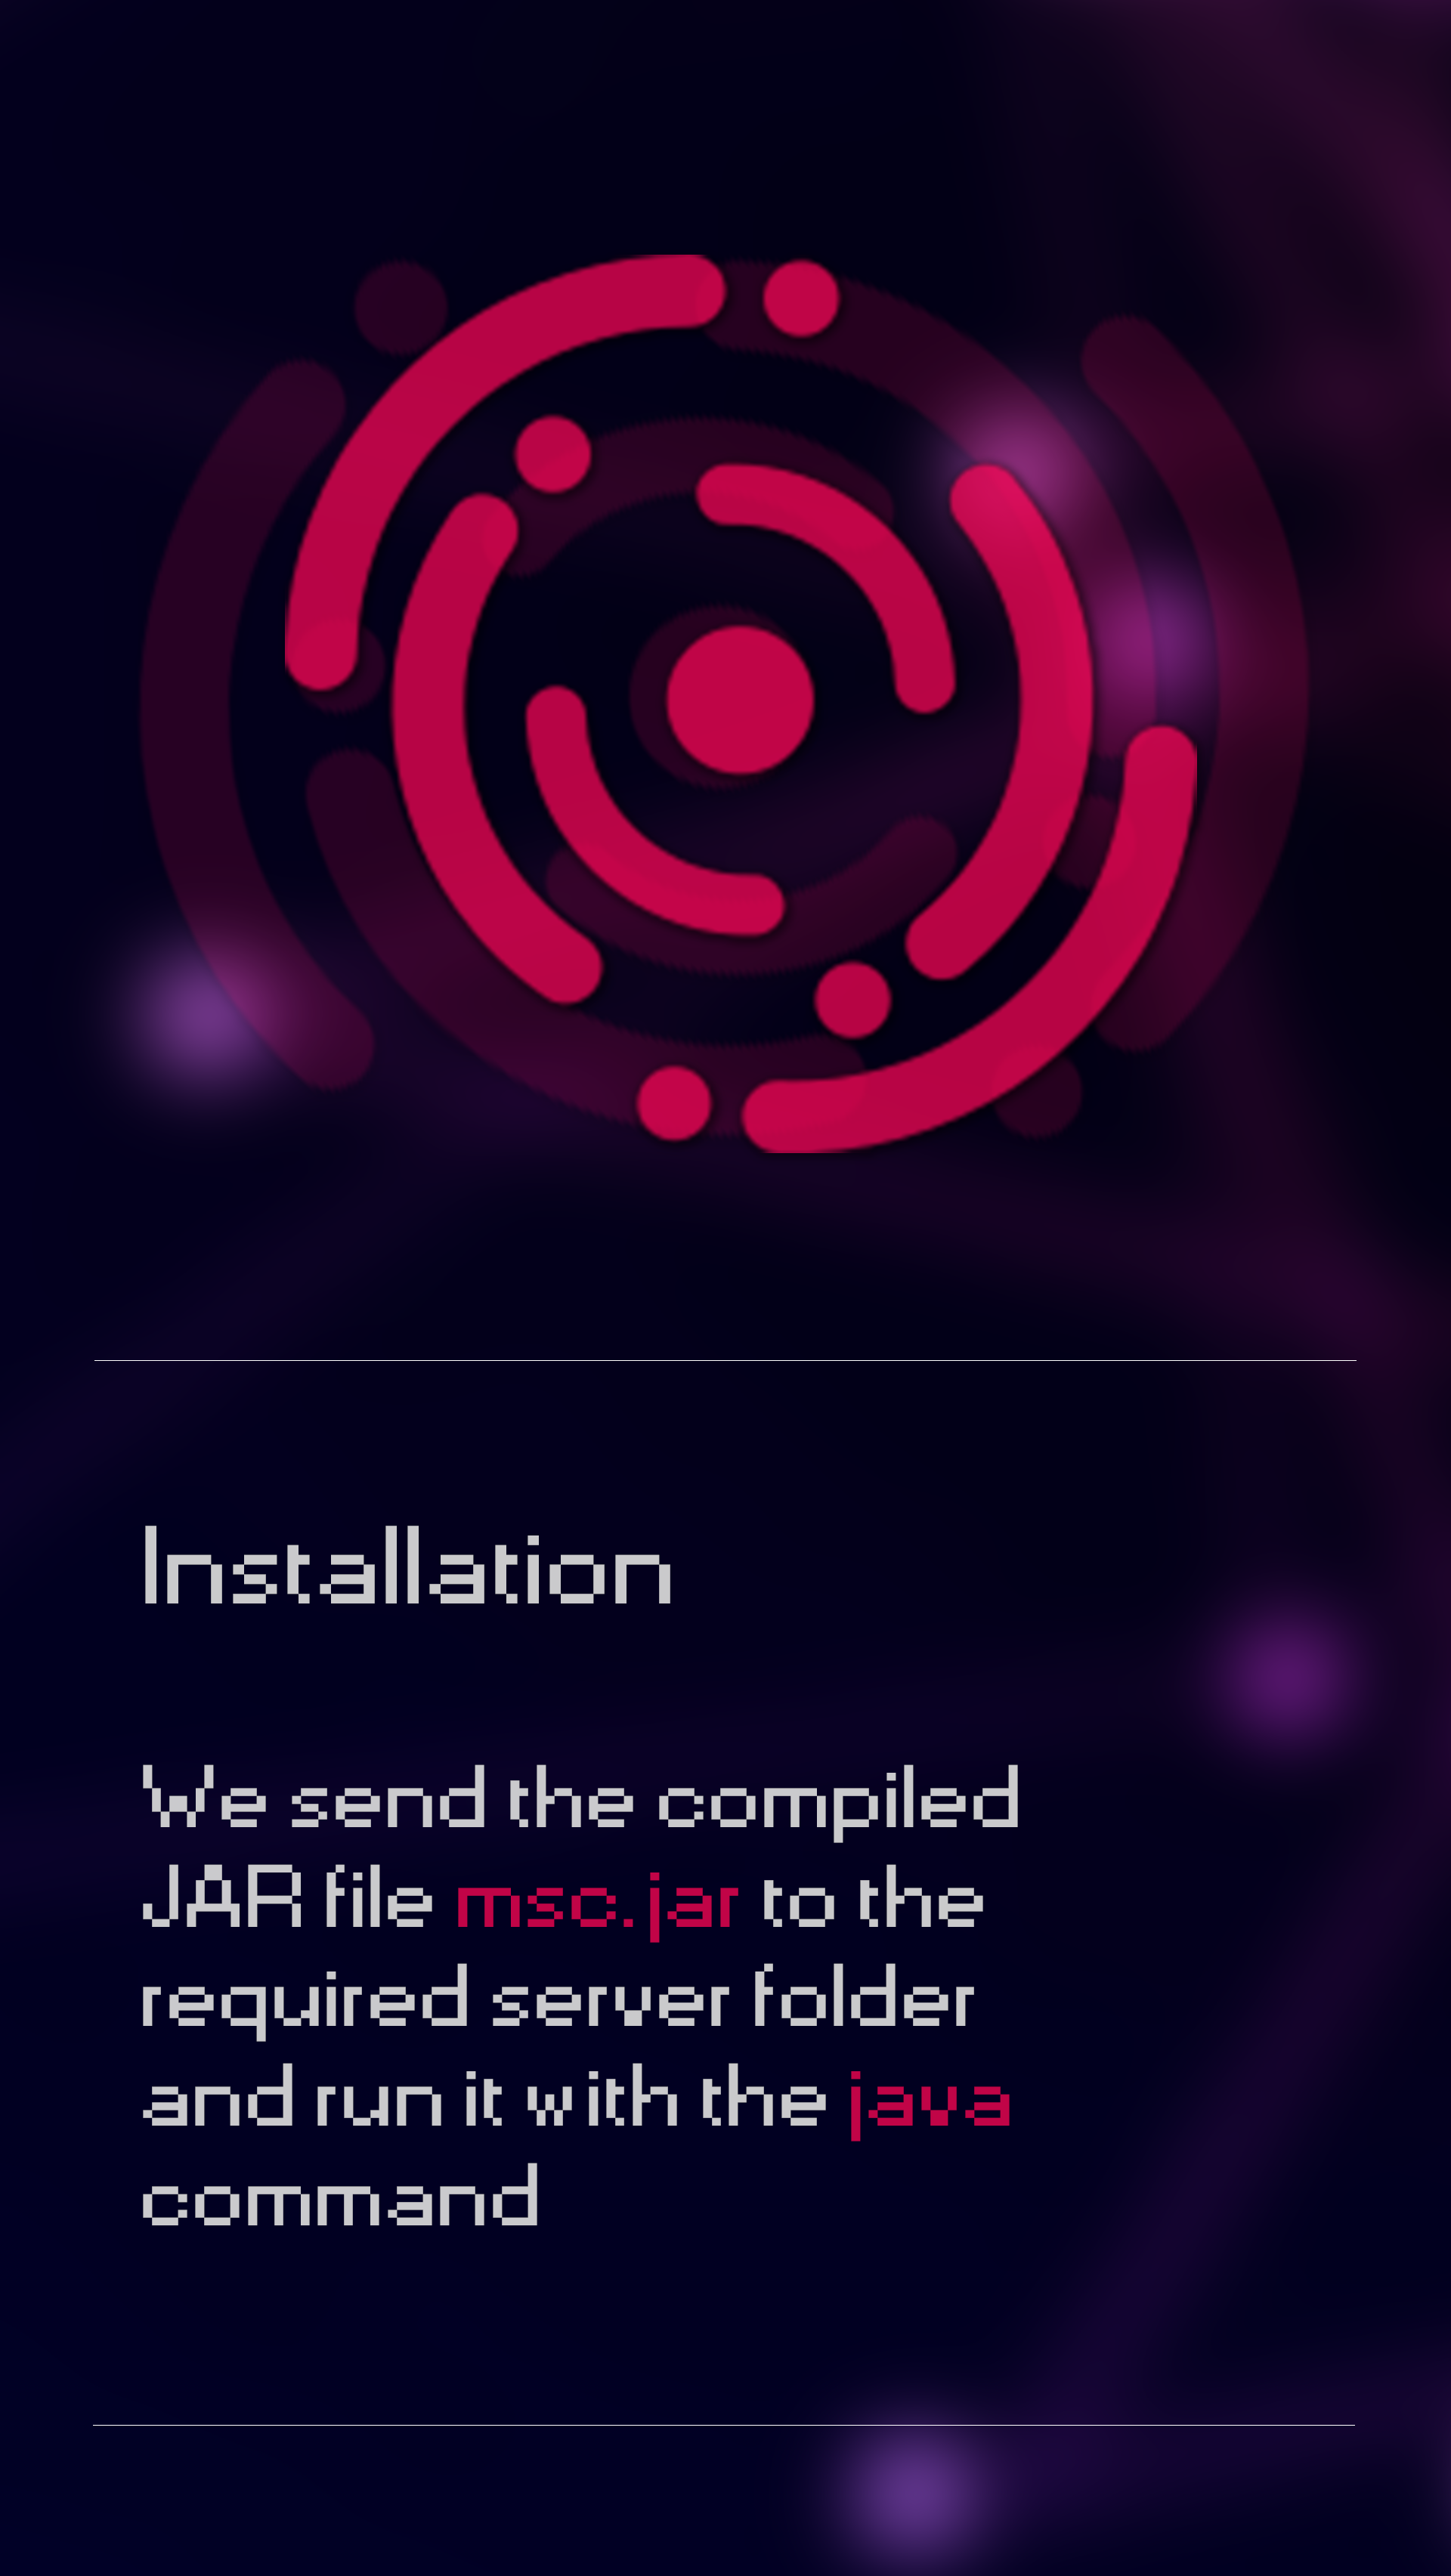 Installation
We send the compiled
JAR file msc.jar to the
required server folder
and run it with the java
command